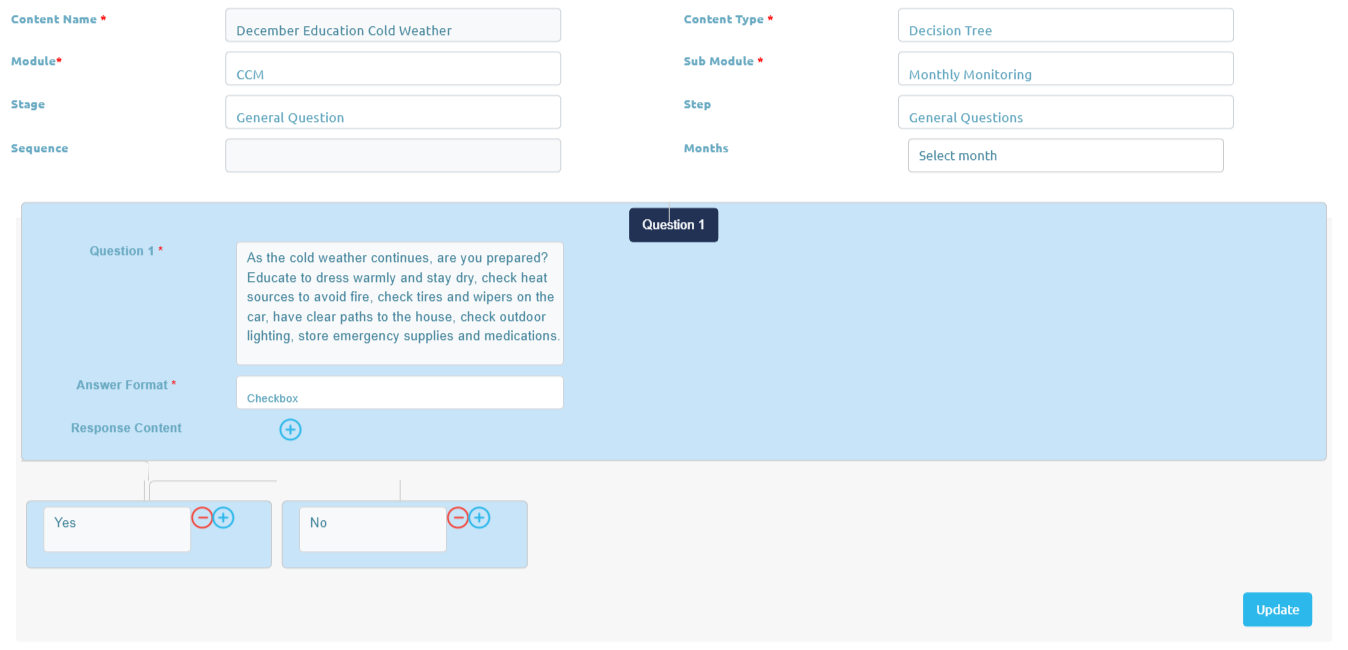 Content Name * December Education Cold Weather Content Type * Decision Tree
Module* CCM Sub Module * Monthly Monitoring
Stage General Question Step General Questions
Sequence Months Select month
Question 1
Question 1 * As the cold weather continues, are you prepared?
Educate to dress warmly and stay dry, check heat
sources to avoid fire, check tires and wipers on the
car, have clear paths to the house, check outdoor
lighting, store emergency supplies and medications.
Answer Format * Checkbox
Response Content
Yes No
Update